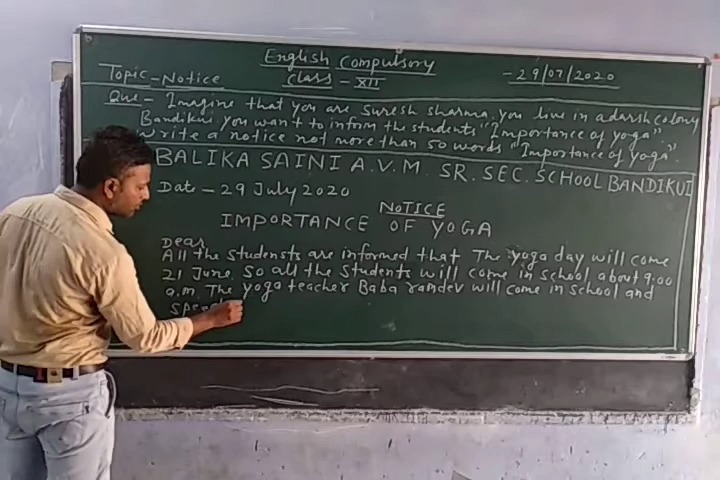 English Compulsory
Class - XII
- 29/07/2020
Topic - Notice
Que - Imagine that you are Suresh Sharma. you live in adarsh colony
Bandikui you want to inform the students "Importance of yoga"
write a notice not more than 50 words "Importance of yoga".
BALIKA SAINI A.V.M. SR. SEC. SCHOOL BANDIKUI
Date - 29 July 2020
NOTICE
IMPORTANCE OF YOGA
Dear
All the studensts are informed that The yoga day will come
21 June. So all the students will come in school about 9:00
a.m. The yoga teacher Baba ramdev will come in school and